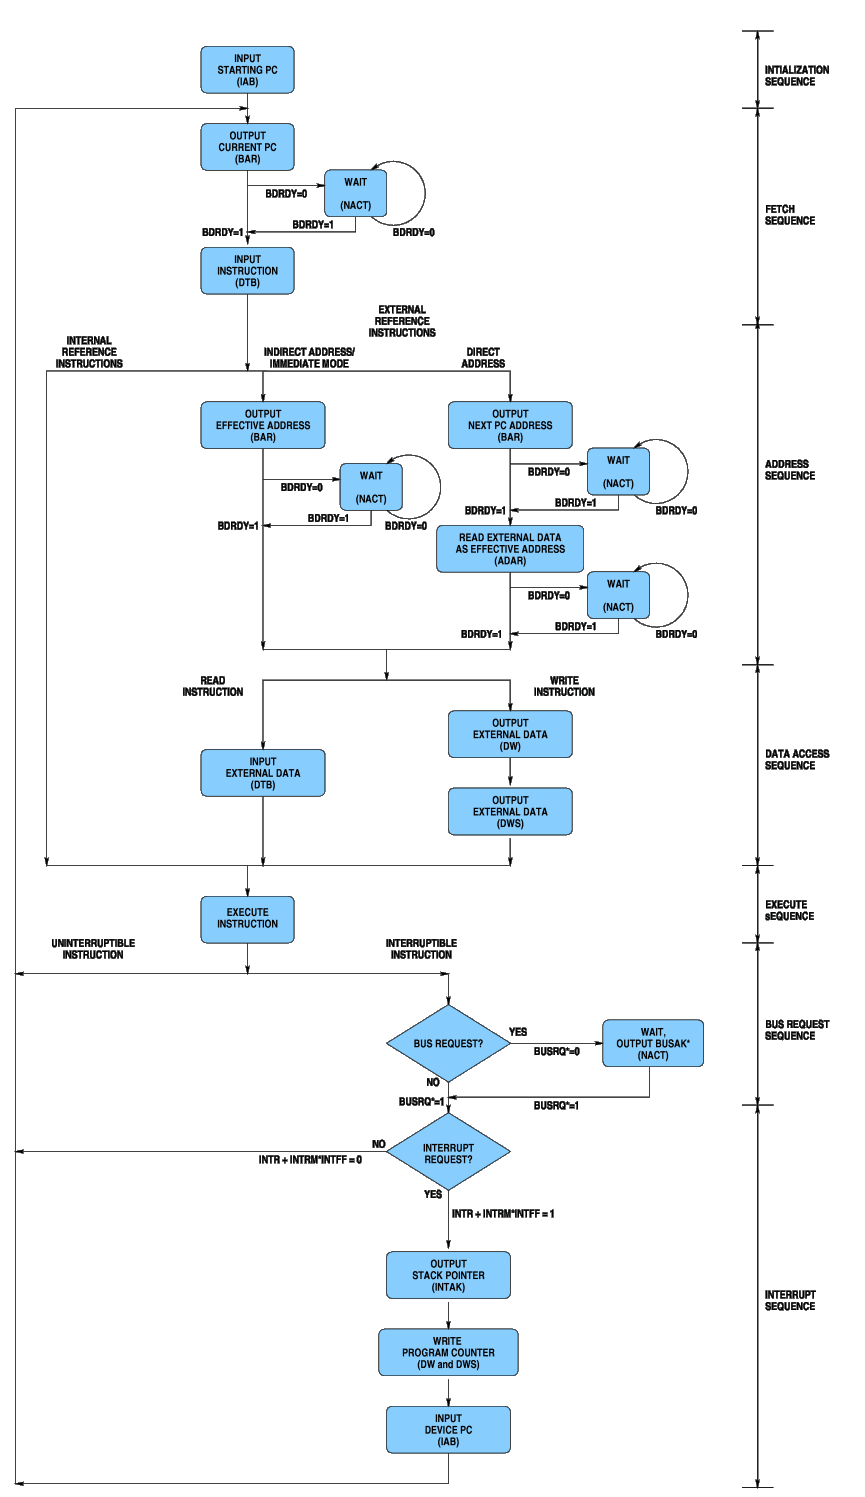 INPUT
STARTING PC
(IAB)
INTIALIZATION
SEQUENCE
OUTPUT
CURRENT PC
(BAR)
WAIT
(NACT)
BDRDY=0
BDRDY=1
BDRDY=1
BDRDY=0
FETCH
SEQUENCE
INPUT
INSTRUCTION
(DTB)
EXTERNAL
REFERENCE
INSTRUCTIONS
INTERNAL
REFERENCE
INSTRUCTIONS
INDIRECT ADDRESS/
IMMEDIATE MODE
DIRECT
ADDRESS
OUTPUT
EFFECTIVE ADDRESS
(BAR)
OUTPUT
NEXT PC ADDRESS
(BAR)
WAIT
(NACT)
BDRDY=0
BDRDY=1
BDRDY=1
BDRDY=0
WAIT
(NACT)
BDRDY=0
BDRDY=1
BDRDY=1
BDRDY=0
ADDRESS
SEQUENCE
READ EXTERNAL DATA
AS EFFECTIVE ADDRESS
(ADAR)
WAIT
(NACT)
BDRDY=0
BDRDY=1
BDRDY=1
BDRDY=0
READ
INSTRUCTION
WRITE
INSTRUCTION
OUTPUT
EXTERNAL DATA
(DW)
INPUT
EXTERNAL DATA
(DTB)
DATA ACCESS
SEQUENCE
OUTPUT
EXTERNAL DATA
(DWS)
EXECUTE
INSTRUCTION
EXECUTE
sEQUENCE
UNINTERRUPTIBLE
INSTRUCTION
INTERRUPTIBLE
INSTRUCTION
BUS REQUEST?
YES
BUSRQ*=0
WAIT,
OUTPUT BUSAK*
(NACT)
BUS REQUEST
SEQUENCE
NO
BUSRQ*=1
BUSRQ*=1
INTERRUPT
REQUEST?
NO
INTR + INTRM*INTFF = 0
YES
INTR + INTRM*INTFF = 1
OUTPUT
STACK POINTER
(INTAK)
INTERRUPT
SEQUENCE
WRITE
PROGRAM COUNTER
(DW and DWS)
INPUT
DEVICE PC
(IAB)